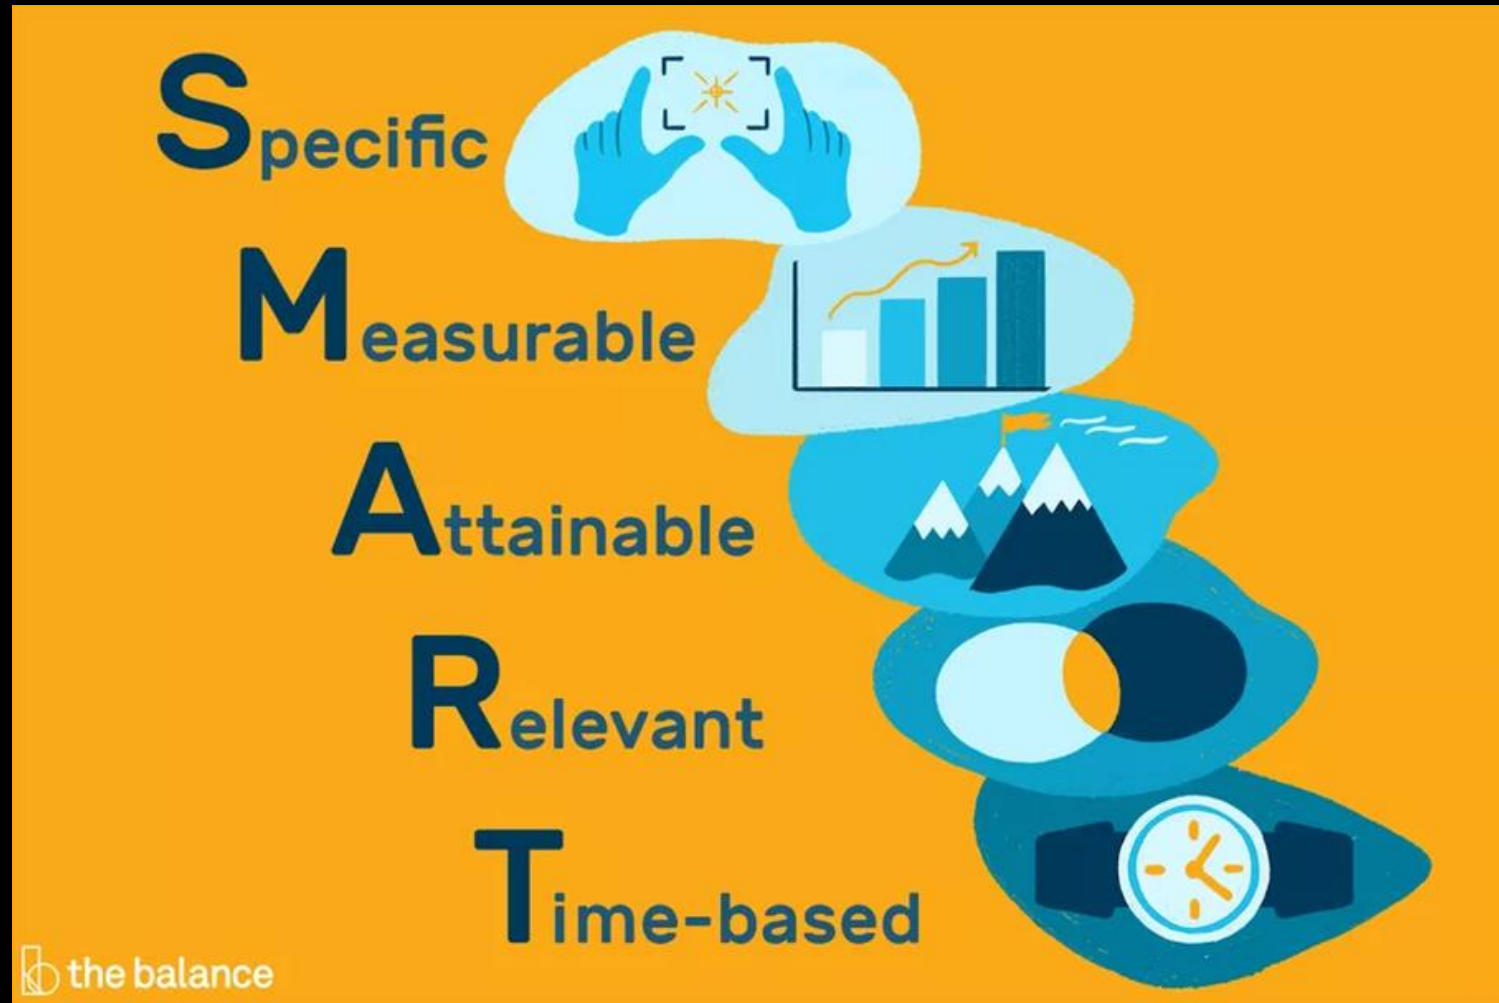 Specific
Measurable
Attainable
Relevant
Time-based
the balance